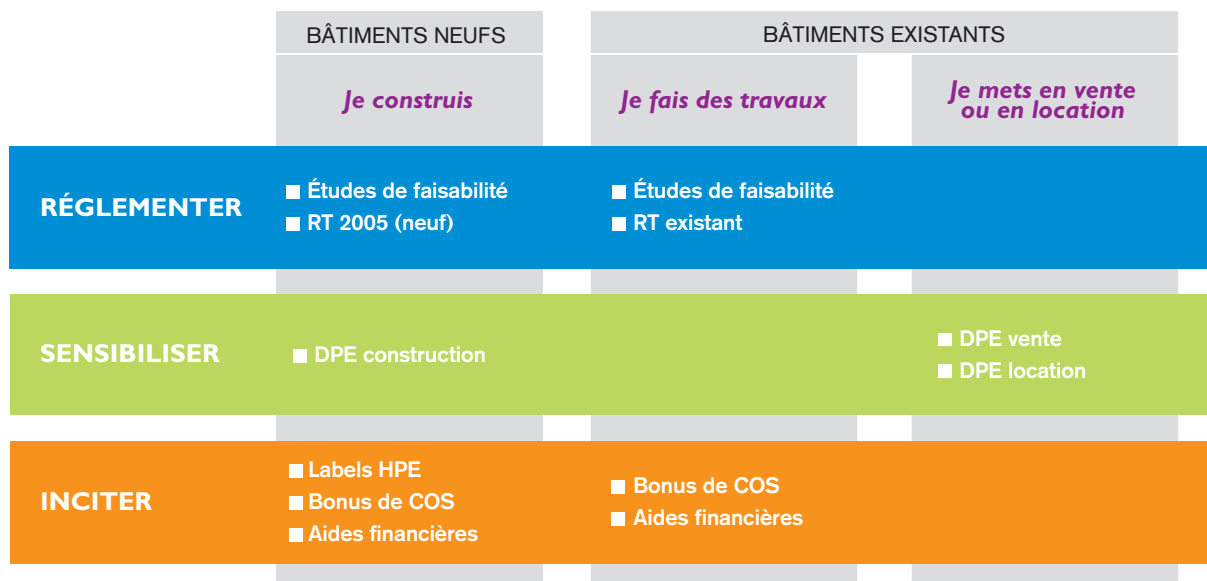 BÂTIMENTS NEUFS
BÂTIMENTS EXISTANTS
Je construis
Je fais des travaux
Je mets en vente
ou en location
RÉGLEMENTER
■ Études de faisabilité
■ RT 2005 (neuf)
■ Études de faisabilité
■ RT existant
SENSIBILISER
■ DPE construction
■ DPE vente
■ DPE location
INCITER
■ Labels HPE
■ Bonus de COS
■ Aides financières
■ Bonus de COS
■ Aides financières